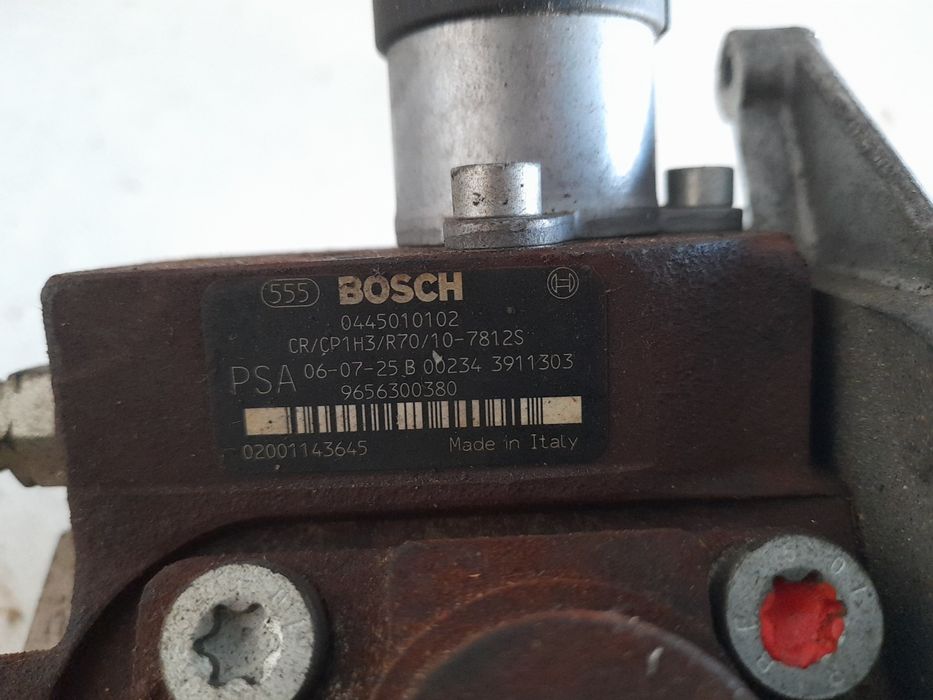 555 BOSCH
0445010102
CR/CP1H3/R70/10-7812S
PSA 06-07-25 B 00234 3911303
9656300380
02001143645 Made in Italy